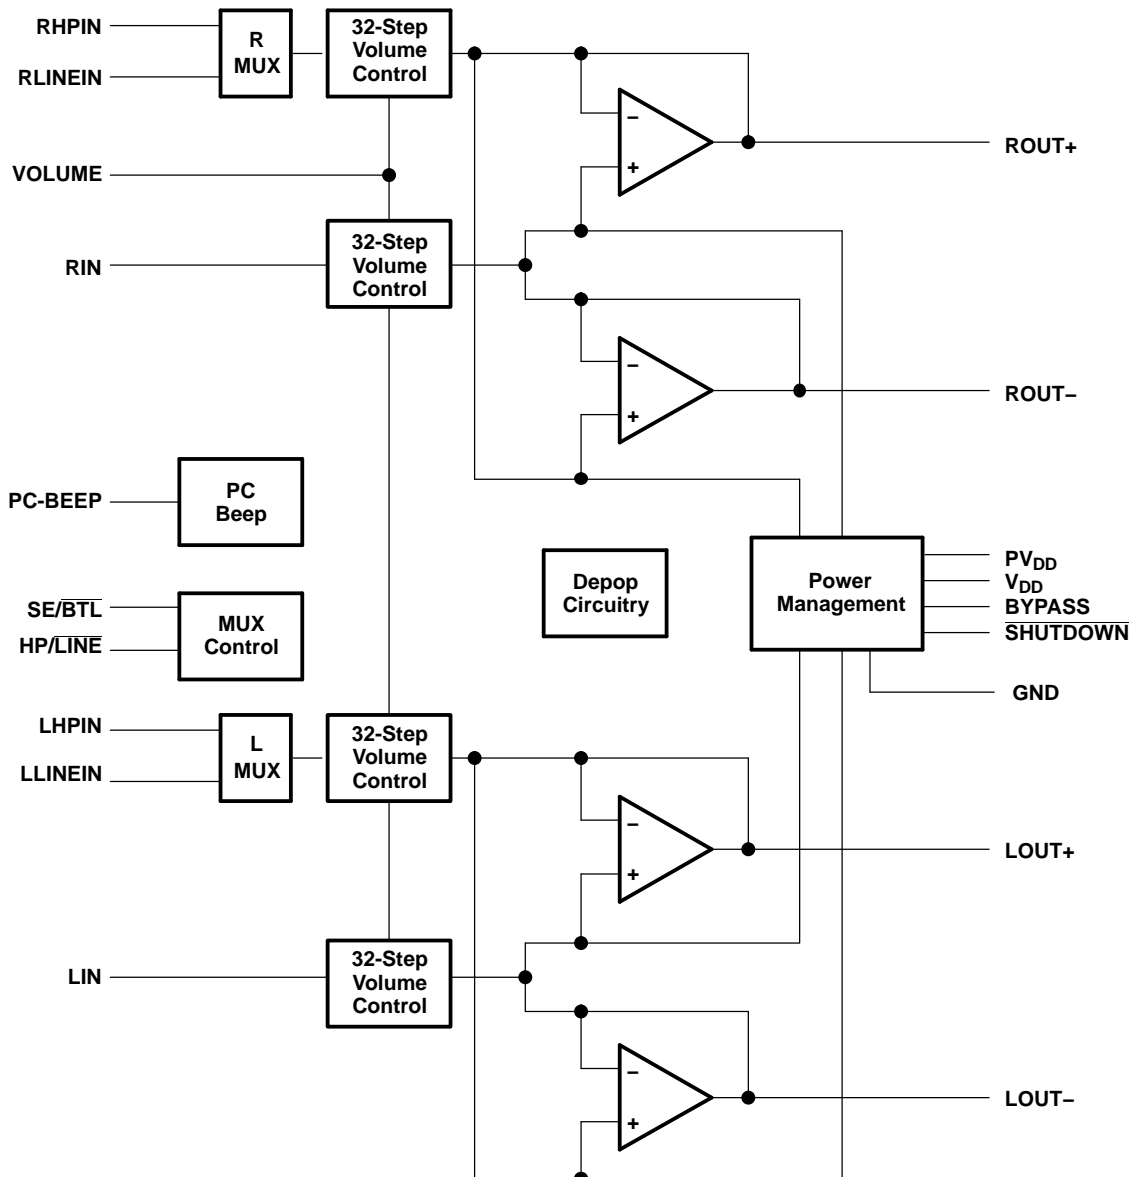 RHPIN
RLINEIN
R
MUX
32-Step
Volume
Control
−
+
ROUT+
VOLUME
RIN
32-Step
Volume
Control
−
+
ROUT−
PC-BEEP
PC
Beep
Depop
Circuitry
Power
Management
PVDD
VDD
BYPASS
SHUTDOWN
GND
SE/BTL
HP/LINE
MUX
Control
LHPIN
LLINEIN
L
MUX
32-Step
Volume
Control
−
+
LOUT+
LIN
32-Step
Volume
Control
−
+
LOUT−